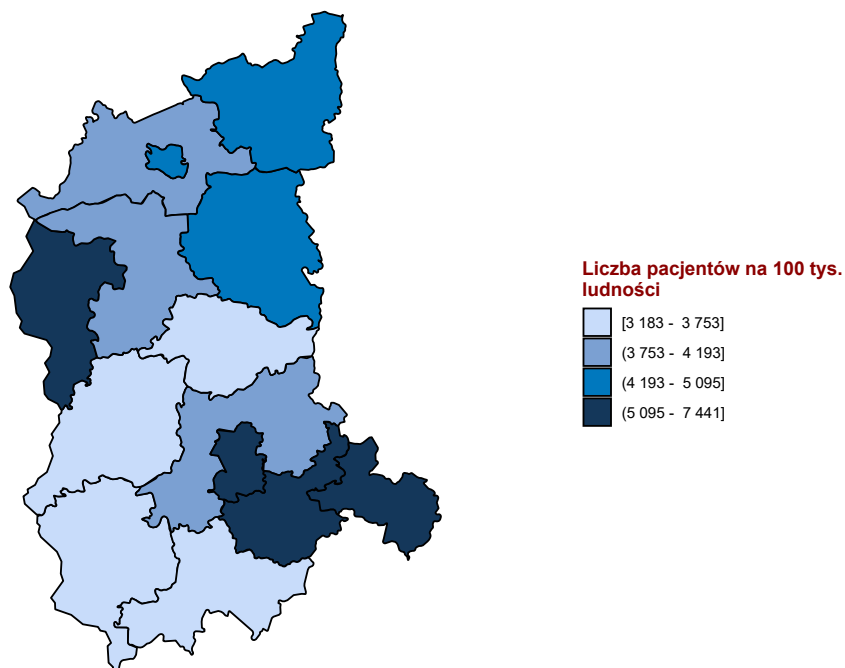 Liczba pacjentów na 100 tys.
ludności
[3 183 - 3 753]
(3 753 - 4 193]
(4 193 - 5 095]
(5 095 - 7 441]